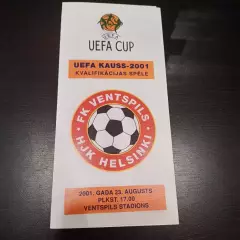 UEFA CUP
UEFA KAUSS-2001
KVALIFIKĀCIJAS SPĒLE
FK VENTSPILS
HJK HELSINKI
2001. GADA 23. AUGUSTS
PLKST. 17.00
VENTSPILS STADIONS